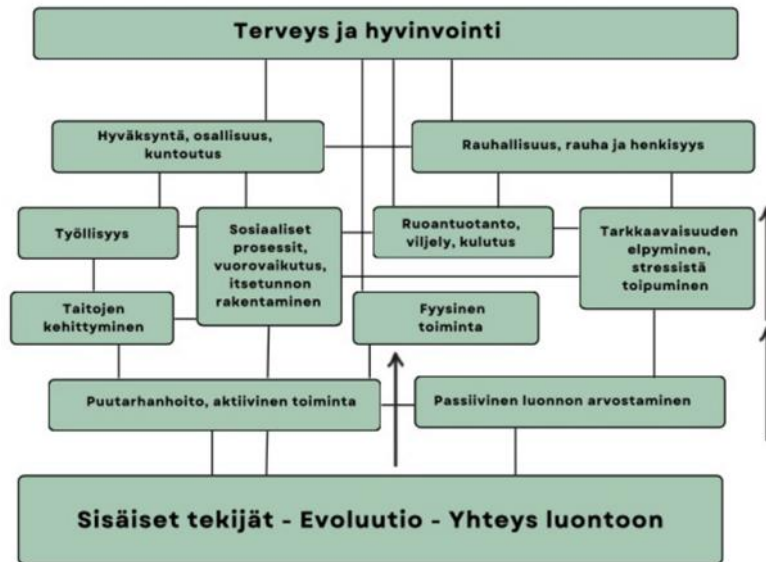 Terveys ja hyvinvointi
Hyväksyntä, osallisuus,
kuntoutus
Rauhallisuus, rauha ja henkisyys
Työllisyys
Sosiaaliset
prosessit,
vuorovaikutus,
itsetunnon
rakentaminen
Ruoantuotanto,
viljely, kulutus
Tarkkaavaisuuden
elpyminen,
stressistä
toipuminen
Taitojen
kehittyminen
Fyysinen
toiminta
Puutarhanhoito, aktiivinen toiminta
Passiivinen luonnon arvostaminen
Sisäiset tekijät - Evoluutio - Yhteys luontoon